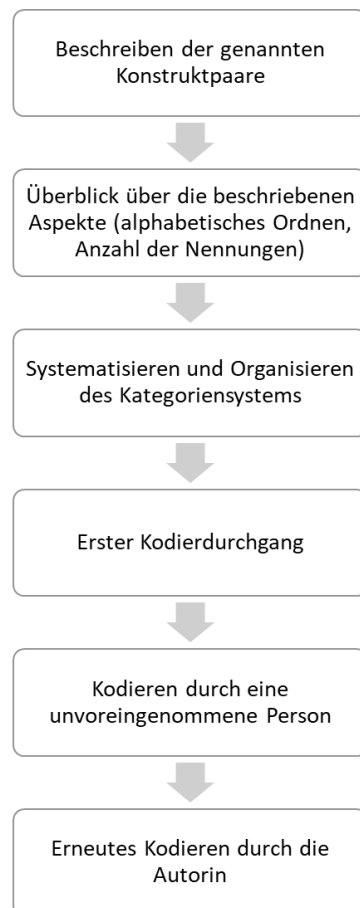 Beschreiben der genannten
Konstruktpaare
Überblick über die beschriebenen
Aspekte (alphabetisches Ordnen,
Anzahl der Nennungen)
Systematisieren und Organisieren
des Kategoriensystems
Erster Kodierdurchgang
Kodieren durch eine
unvoreingenommene Person
Erneutes Kodieren durch die
Autorin